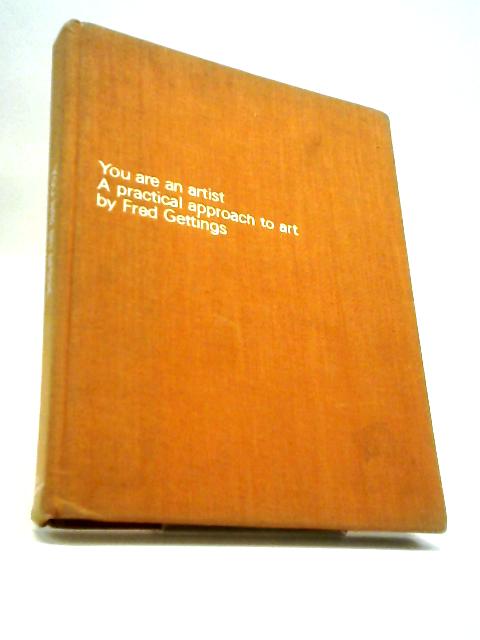 You are an artist
A practical approach to art
by Fred Gettings